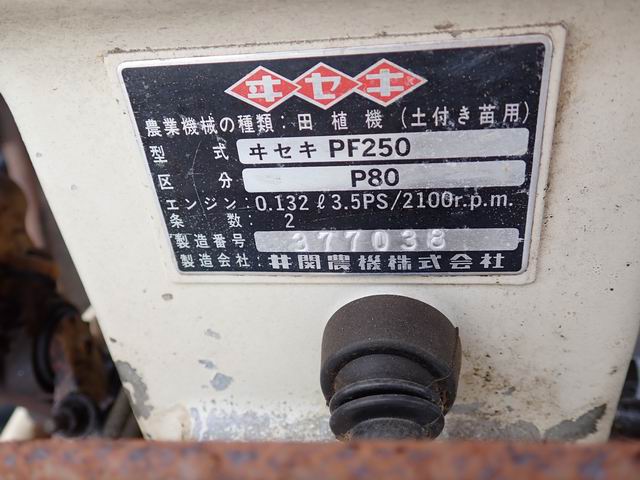 ヰセキ
農業機械の種類：田植機（土付き苗用）
型式 ヰセキ PF250
区分 P80
エンジン：0.132ℓ3.5PS/2100r.p.m.
条数：2
製造番号 377038
製造会社：井関農機株式会社